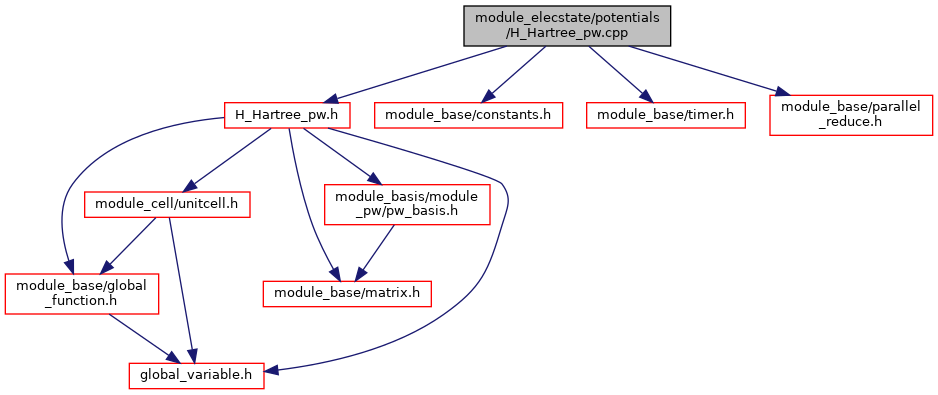 module_elecstate/potentials
/H_Hartree_pw.cpp
H_Hartree_pw.h
module_base/constants.h
module_base/timer.h
module_base/parallel
_reduce.h
module_cell/unitcell.h
module_basis/module
_pw/pw_basis.h
module_base/global
_function.h
module_base/matrix.h
global_variable.h